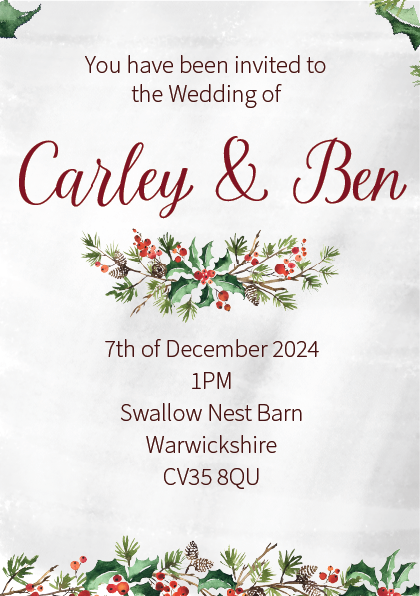 You have been invited to
the Wedding of
Carley & Ben
7th of December 2024
1PM
Swallow Nest Barn
Warwickshire
CV35 8QU